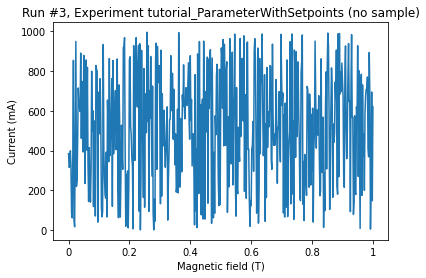 Run #3, Experiment tutorial_ParameterWithSetpoints (no sample)
Current (mA)
1000
800
600
400
200
0
0 0.2 0.4 0.6 0.8 1
Magnetic field (T)